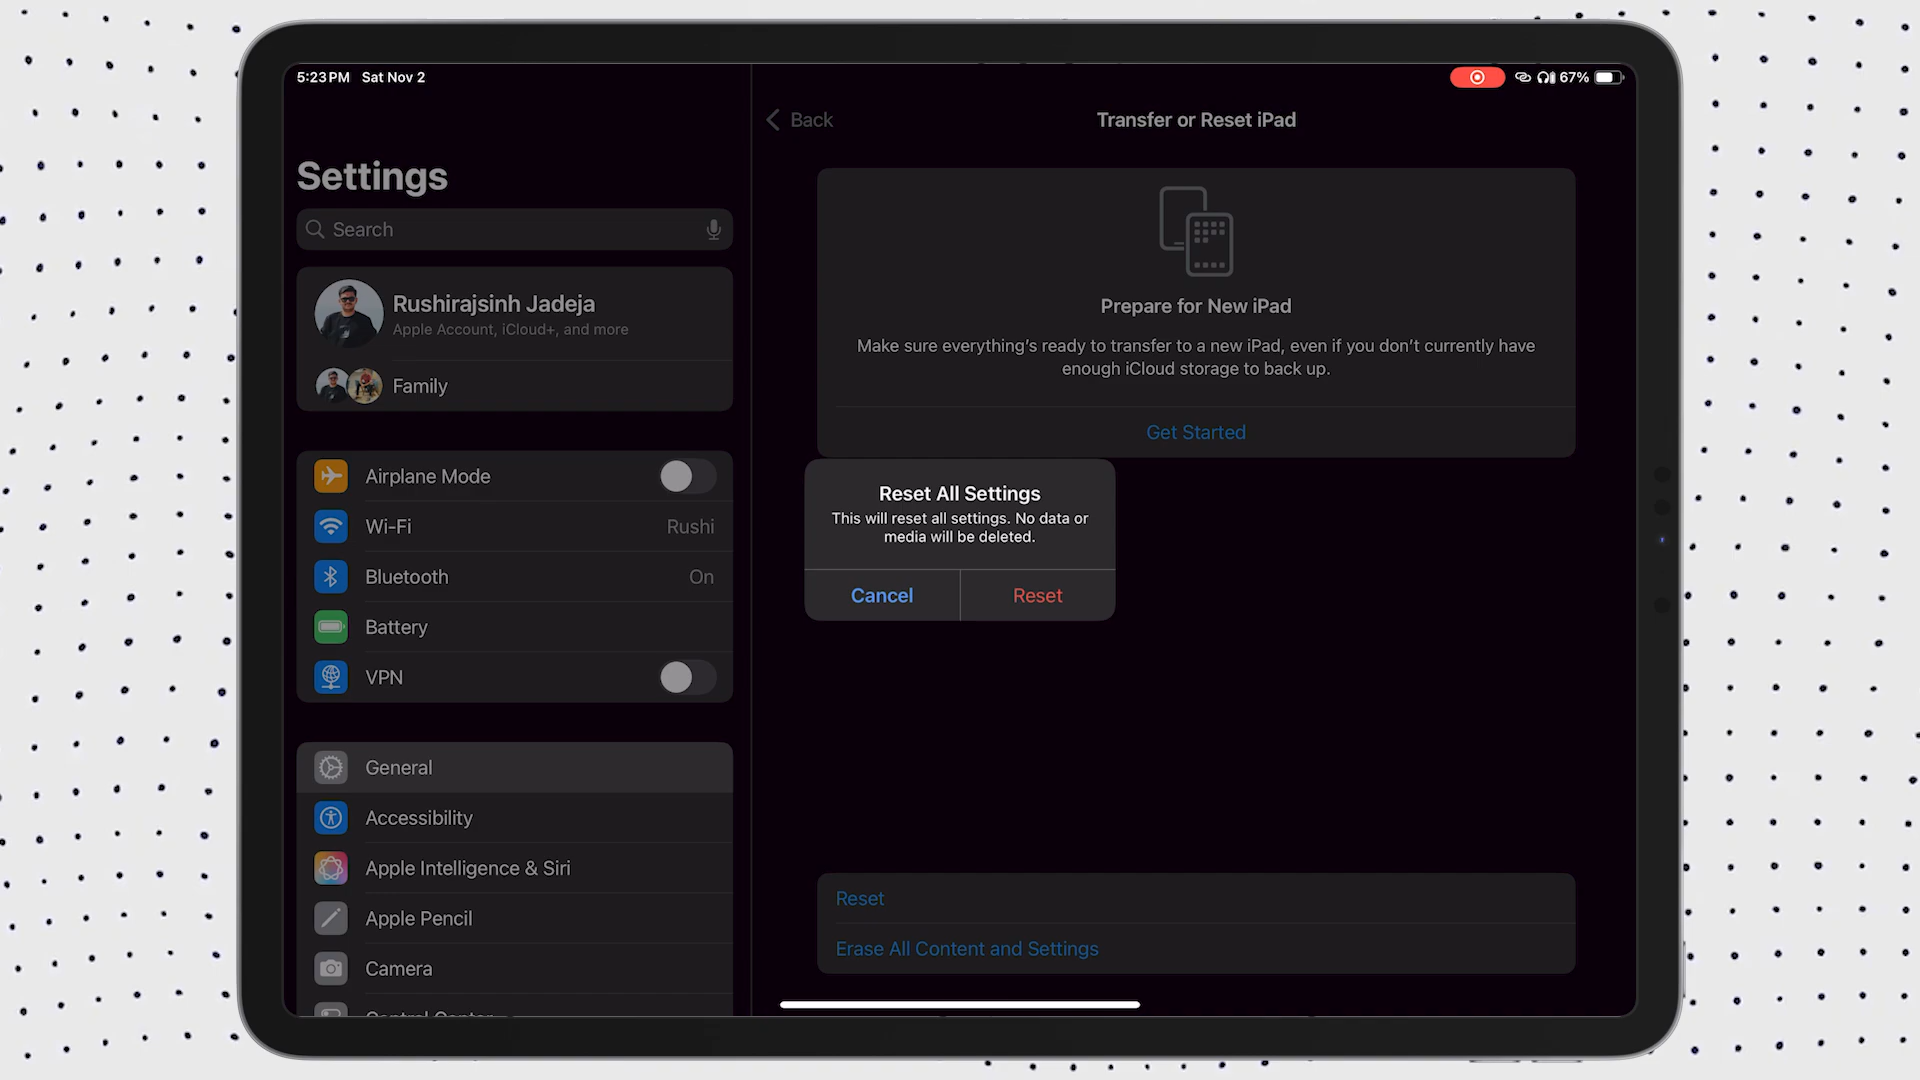 5:23 PM Sat Nov 2
67%
Settings
Search
Rushirajsinh Jadeja
Apple Account, iCloud+, and more
Family
Airplane Mode
Wi-Fi Rushi
Bluetooth On
Battery
VPN
General
Accessibility
Apple Intelligence & Siri
Apple Pencil
Camera
Control Center
Back
Transfer or Reset iPad
Prepare for New iPad
Make sure everything's ready to transfer to a new iPad, even if you don't currently have
enough iCloud storage to back up.
Get Started
Reset All Settings
This will reset all settings. No data or
media will be deleted.
Cancel Reset
Reset
Erase All Content and Settings